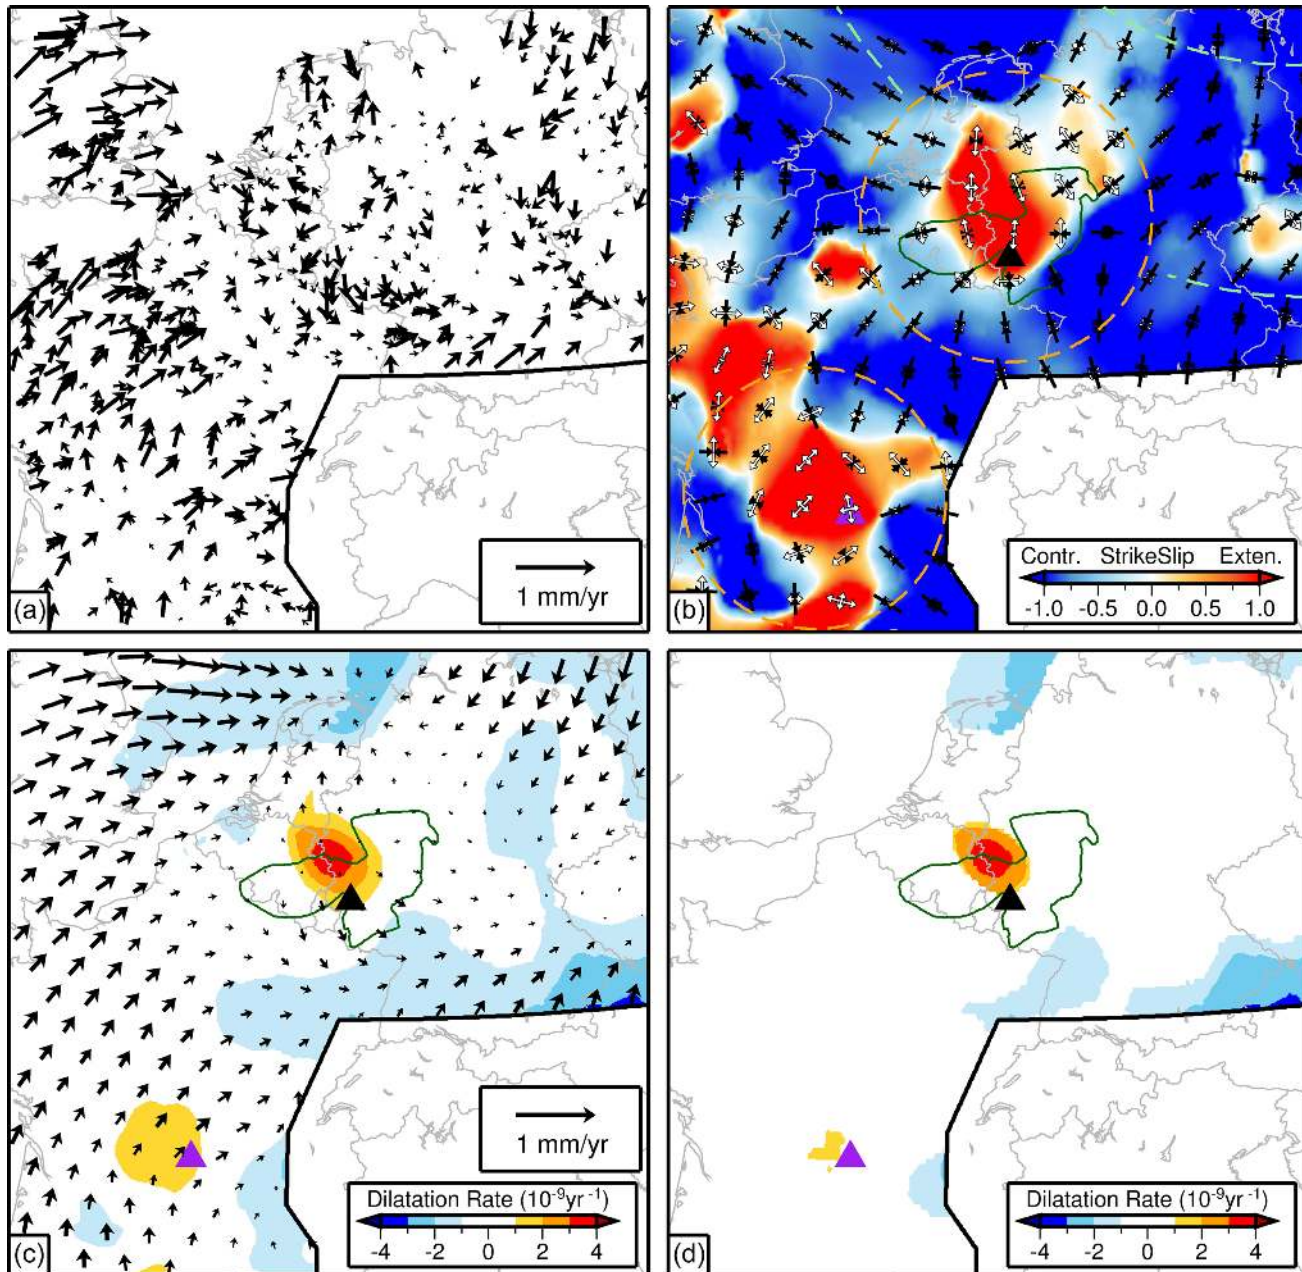 1 mm/yr
(a)
Contr. StrikeSlip Exten.
-1.0 -0.5 0.0 0.5 1.0
(b)
1 mm/yr
Dilatation Rate (10⁻⁹yr⁻¹)
-4 -2 0 2 4
(c)
Dilatation Rate (10⁻⁹yr⁻¹)
-4 -2 0 2 4
(d)